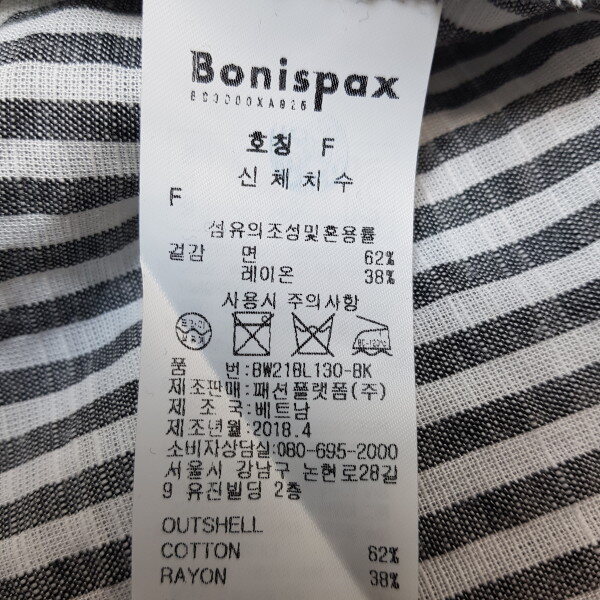 Bonispax
호칭 F
신체치수
F
섬유의조성및혼용률
겉감 면 62%
레이온 38%
사용시 주의사항
품 번:BW21BL130-BK
제조판매:패션플랫폼(주)
제 조 국:베트남
제조년월:2018.4
소비자상담실:080-695-2000
서울시 강남구 논현로28길
9 유진빌딩 2층
OUTSHELL
COTTON 62%
RAYON 38%